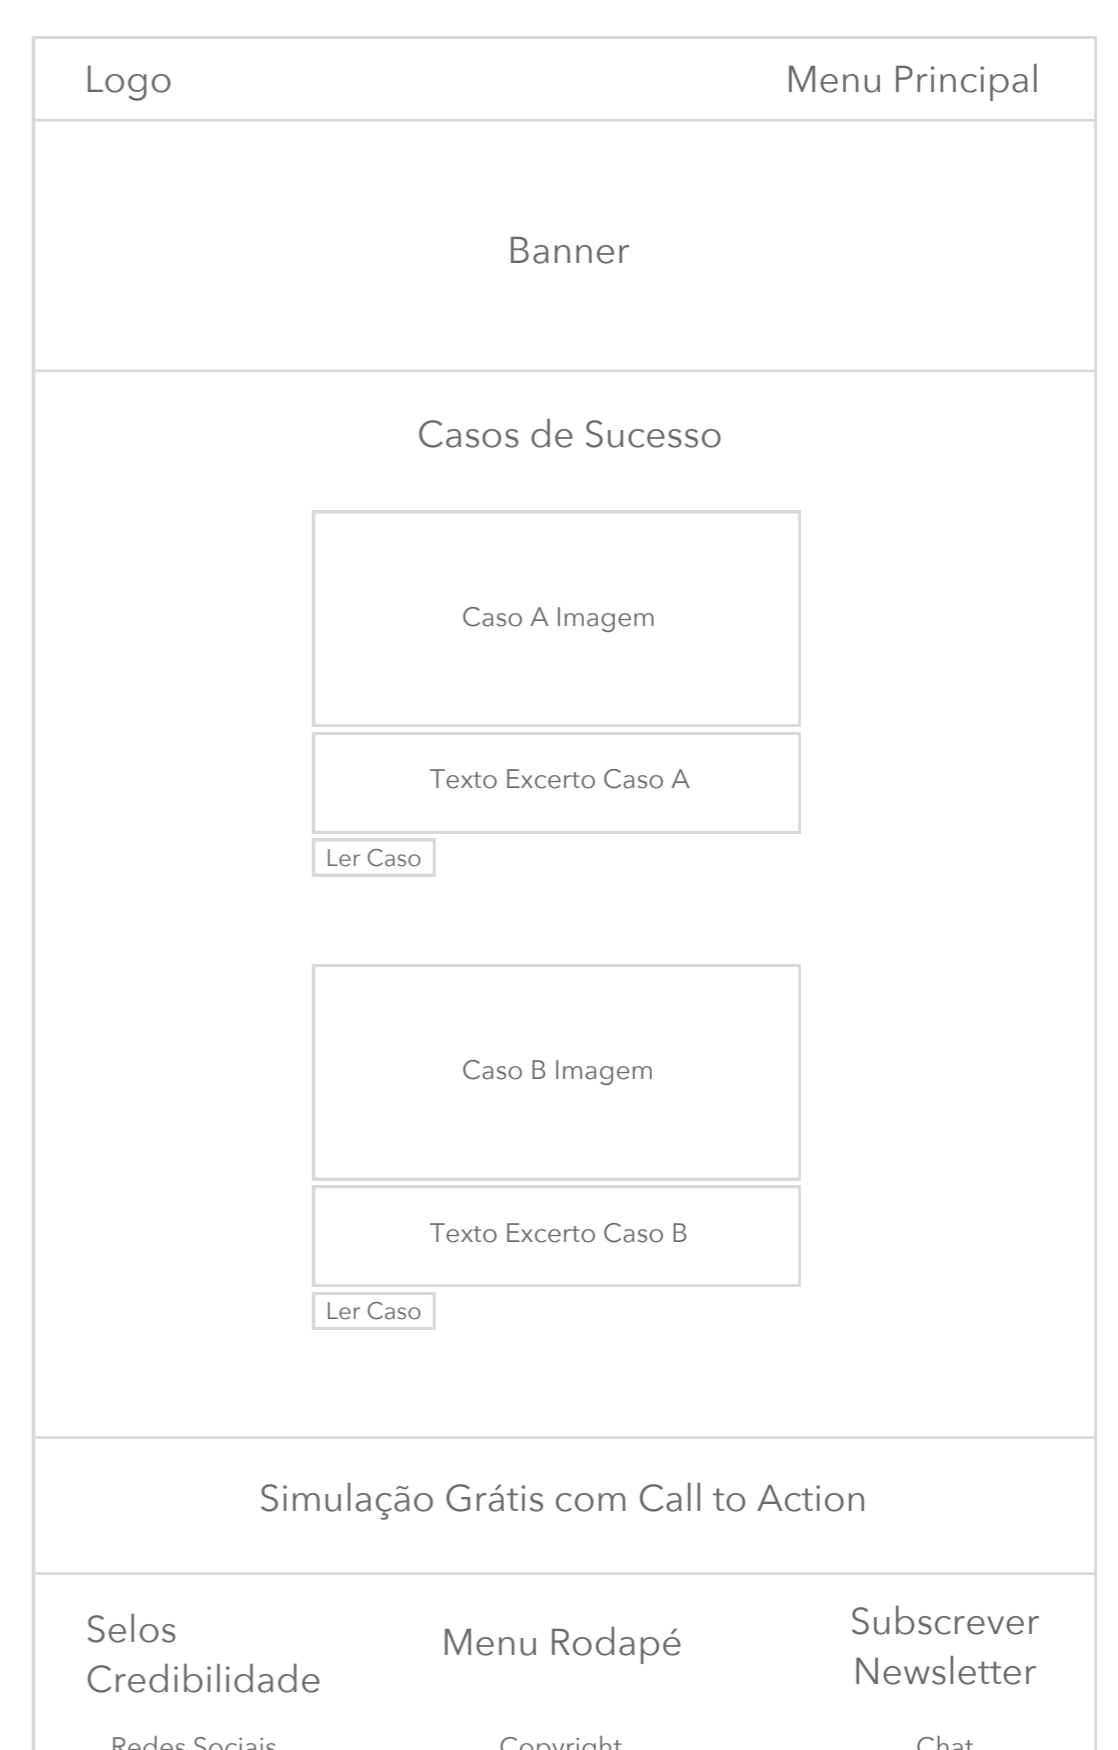 Logo
Menu Principal
Banner
Casos de Sucesso
Caso A Imagem
Texto Excerto Caso A
Ler Caso
Caso B Imagem
Texto Excerto Caso B
Ler Caso
Simulação Grátis com Call to Action
Selos
Credibilidade
Menu Rodapé
Subscrever
Newsletter
Redes Sociais
Copyright
Chat